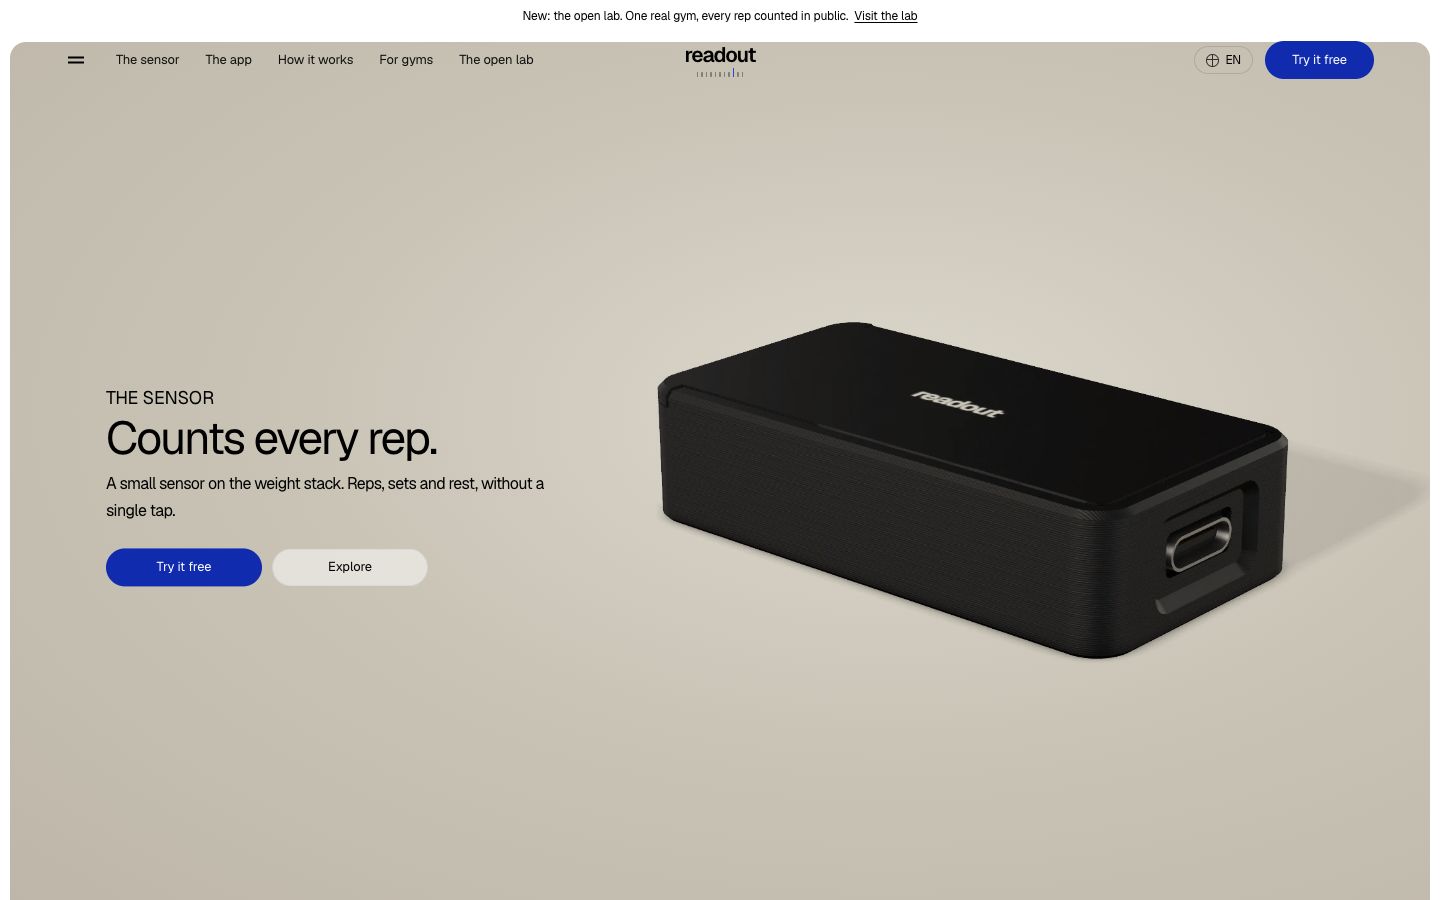 New: the open lab. One real gym, every rep counted in public. Visit the lab
The sensor
The app
How it works
For gyms
The open lab
readout
EN
Try it free
readout
THE SENSOR
Counts every rep.
A small sensor on the weight stack. Reps, sets and rest, without a
single tap.
Try it free
Explore